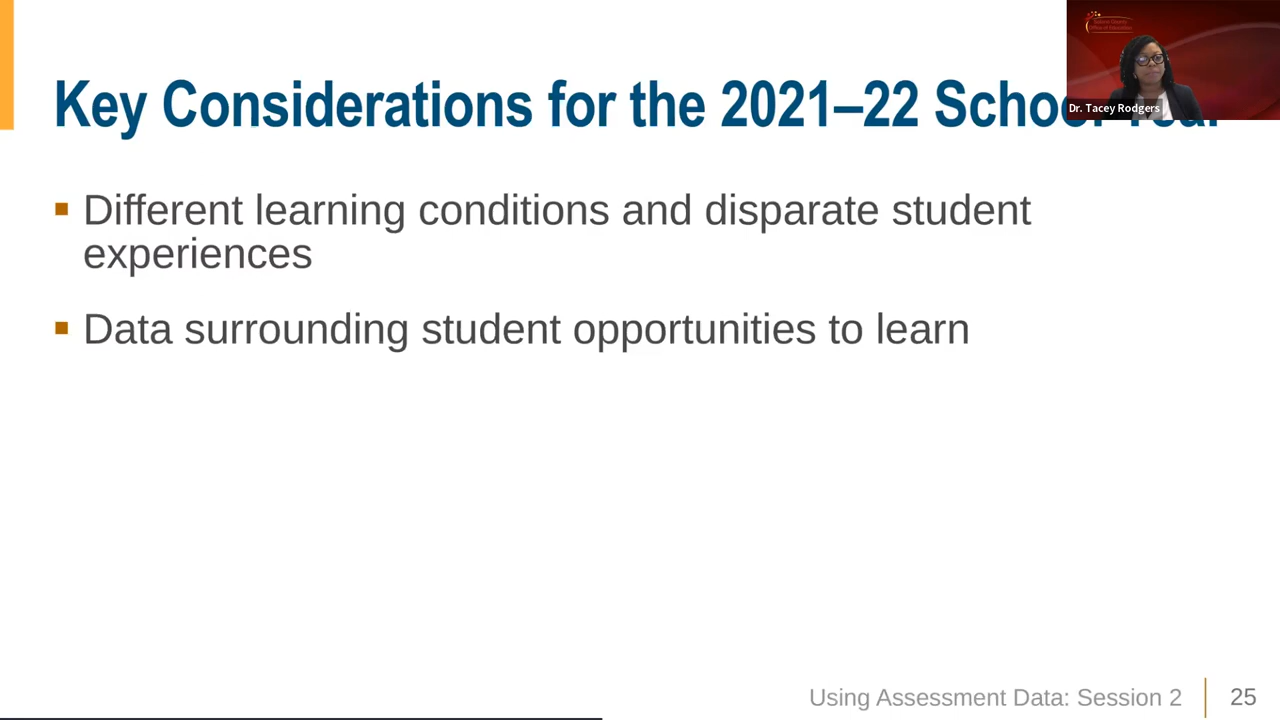 Key Considerations for the 2021–22 School Year
Dr. Tacey Rodgers
▪ Different learning conditions and disparate student
experiences
▪ Data surrounding student opportunities to learn
Using Assessment Data: Session 2
25